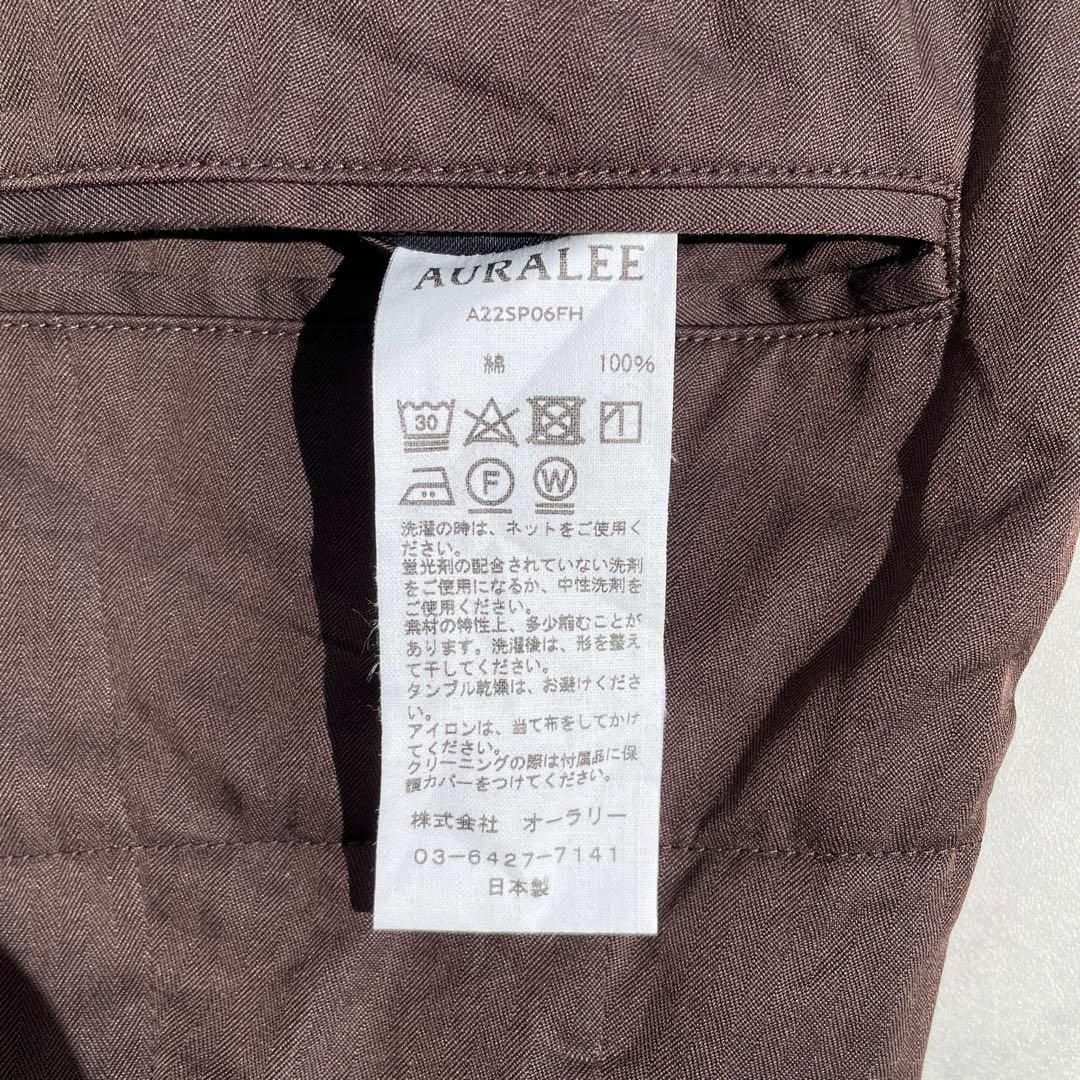 AURALEE
A22SP06FH
綿 100%
30
F W
洗濯の時は、ネットをご使用く
ださい。
蛍光剤の配合されていない洗剤
をご使用になるか、中性洗剤を
ご使用ください。
素材の特性上、多少縮むことが
あります。洗濯後は、形を整え
て干してください。
タンブル乾燥は、お避けくださ
い。
アイロンは、当て布をしてかけ
てください。
クリーニングの際は付属品に保
護カバーをつけてください。
株式会社 オーラリー
03-6427-7141
日本製